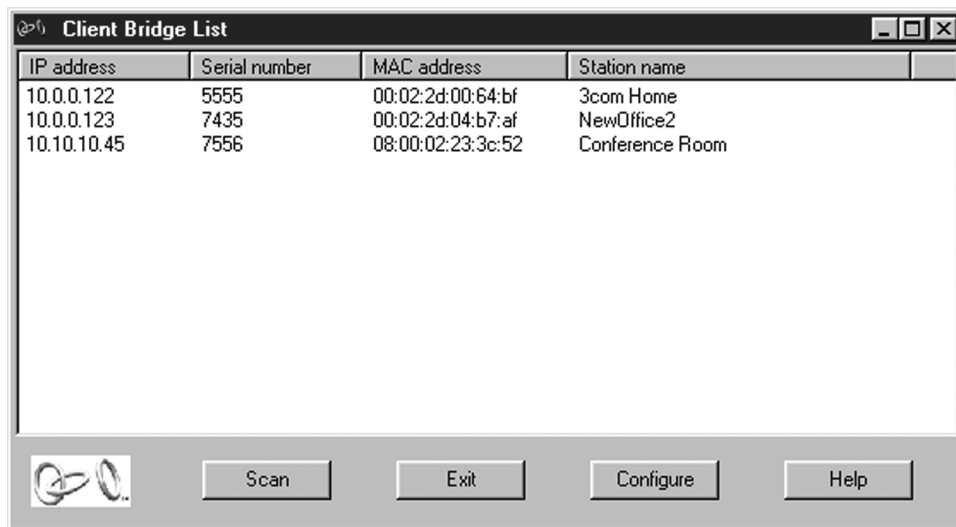 Client Bridge List
IP address Serial number MAC address Station name
10.0.0.122 5555 00:02:2d:00:64:bf 3com Home
10.0.0.123 7435 00:02:2d:04:b7:af NewOffice2
10.10.10.45 7556 08:00:02:23:3c:52 Conference Room
Scan Exit Configure Help